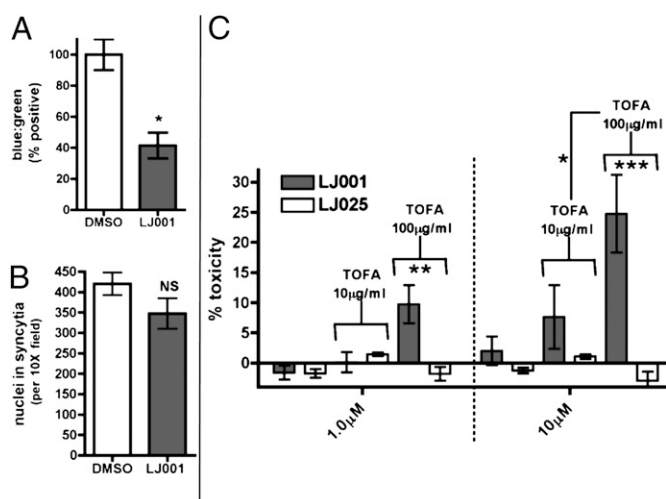 A
blue:green
(% positive)
100
80
60
40
20
0
*
DMSO
LJ001
B
nuclei in syncytia
(per 10X field)
450
400
350
300
250
200
150
100
50
0
NS
DMSO
LJ001
C
% toxicity
30
25
20
15
10
5
0
LJ001
LJ025
TOFA
10µg/ml
TOFA
100µg/ml
**
TOFA
10µg/ml
*
TOFA
100µg/ml
***
1.0µM
10µM